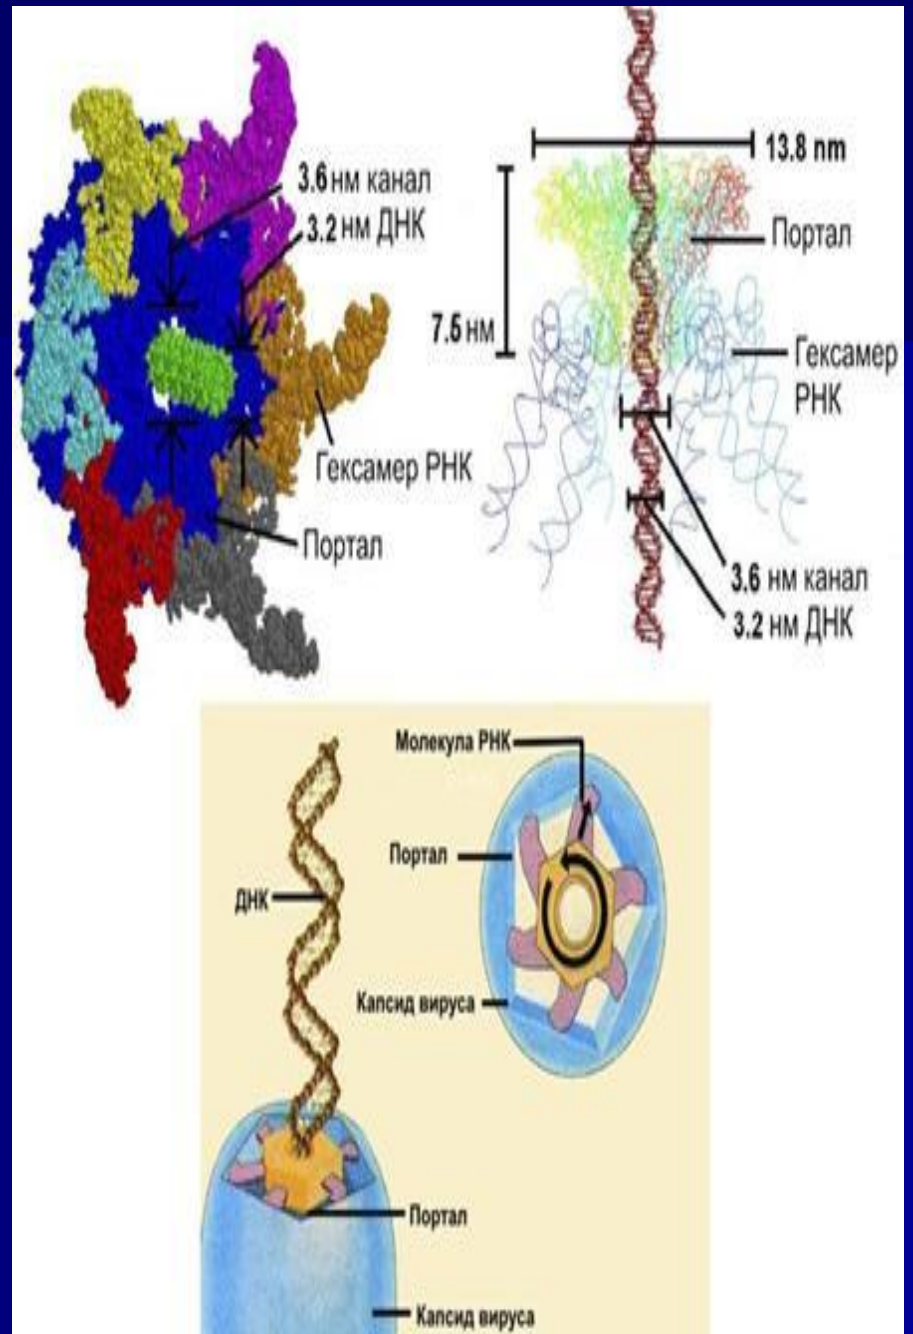 3.6 нм канал
3.2 нм ДНК
Гексамер РНК
Портал
13.8 nm
Портал
7.5 нм
Гексамер
РНК
3.6 нм канал
3.2 нм ДНК
Молекула РНК
Портал
ДНК
Капсид вируса
Портал
Капсид вируса